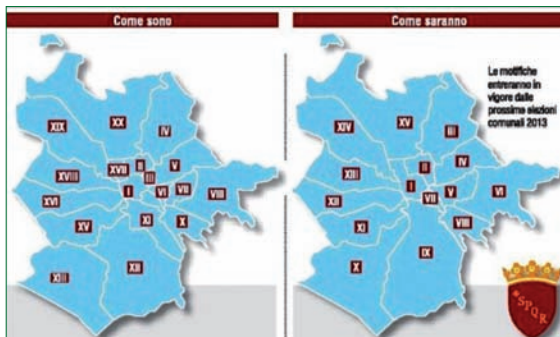 Come sono
XX
XIX
IV
XVII
II
V
XVIII
III
I
VI
VII
VIII
XVI
XV
XI
X
XII
XIII
Come saranno
Le motifiche
entreranno in
vigore dalle
prossima elezioni
comunali 2013
XV
XIV
III
II
IV
XIII
I
V
VI
XII
VII
XI
VIII
IX
X
SPQR